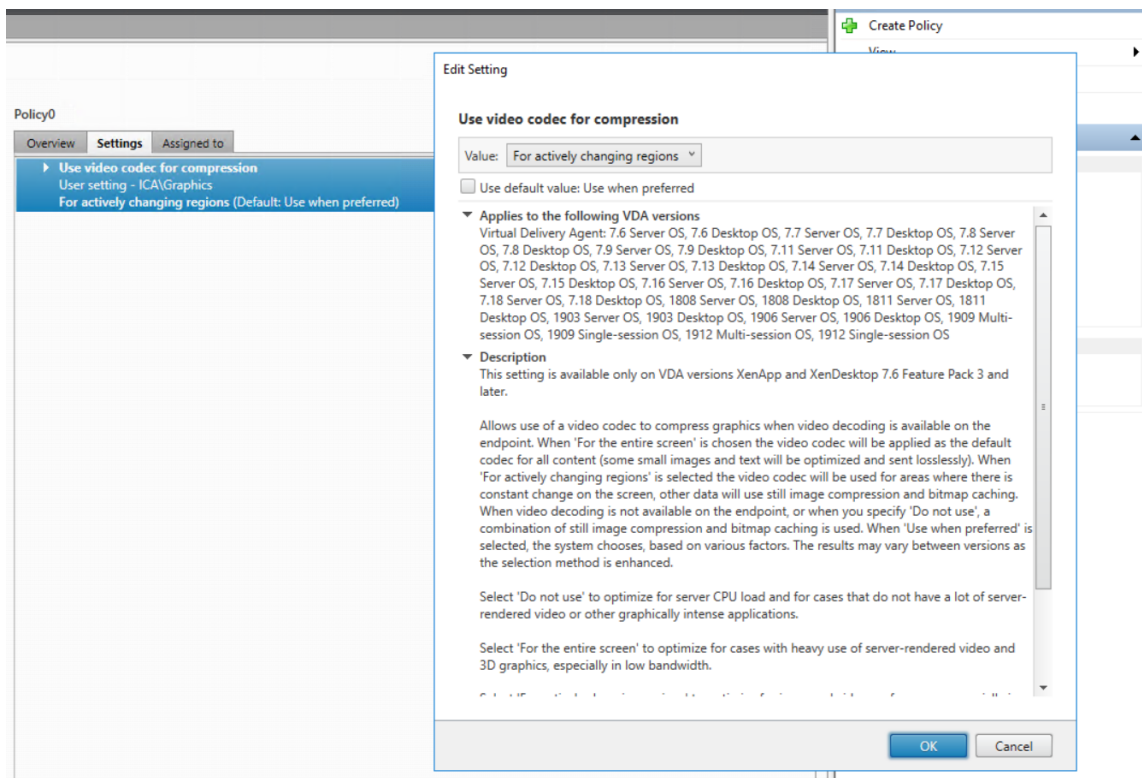 Create Policy
View
Edit Setting
Policy0
Use video codec for compression
Overview Settings Assigned to
Value: For actively changing regions
Use video codec for compression
User setting - ICA\Graphics
For actively changing regions (Default: Use when preferred)
Use default value: Use when preferred
Applies to the following VDA versions
Virtual Delivery Agent: 7.6 Server OS, 7.6 Desktop OS, 7.7 Server OS, 7.7 Desktop OS, 7.8 Server
OS, 7.8 Desktop OS, 7.9 Server OS, 7.9 Desktop OS, 7.11 Server OS, 7.11 Desktop OS, 7.12 Server
OS, 7.12 Desktop OS, 7.13 Server OS, 7.13 Desktop OS, 7.14 Server OS, 7.14 Desktop OS, 7.15
Server OS, 7.15 Desktop OS, 7.16 Server OS, 7.16 Desktop OS, 7.17 Server OS, 7.17 Desktop OS,
7.18 Server OS, 7.18 Desktop OS, 1808 Server OS, 1808 Desktop OS, 1811 Server OS, 1811
Desktop OS, 1903 Server OS, 1903 Desktop OS, 1906 Server OS, 1906 Desktop OS, 1909 Multi-
session OS, 1909 Single-session OS, 1912 Multi-session OS, 1912 Single-session OS
Description
This setting is available only on VDA versions XenApp and XenDesktop 7.6 Feature Pack 3 and
later.
Allows use of a video codec to compress graphics when video decoding is available on the
endpoint. When 'For the entire screen' is chosen the video codec will be applied as the default
codec for all content (some small images and text will be optimized and sent losslessly). When
'For actively changing regions' is selected the video codec will be used for areas where there is
constant change on the screen, other data will use still image compression and bitmap caching.
When video decoding is not available on the endpoint, or when you specify 'Do not use', a
combination of still image compression and bitmap caching is used. When 'Use when preferred' is
selected, the system chooses, based on various factors. The results may vary between versions as
the selection method is enhanced.
Select 'Do not use' to optimize for server CPU load and for cases that do not have a lot of server-
rendered video or other graphically intense applications.
Select 'For the entire screen' to optimize for cases with heavy use of server-rendered video and
3D graphics, especially in low bandwidth.
OK Cancel